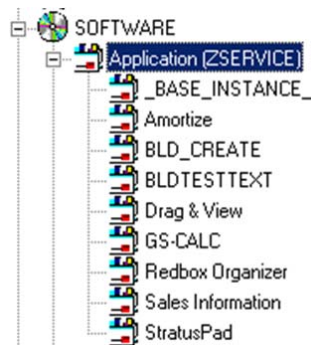 SOFTWARE
Application (ZSERVICE)
_BASE_INSTANCE_
Amortize
BLD_CREATE
BLDTESTTEXT
Drag & View
GS-CALC
Redbox Organizer
Sales Information
StratusPad